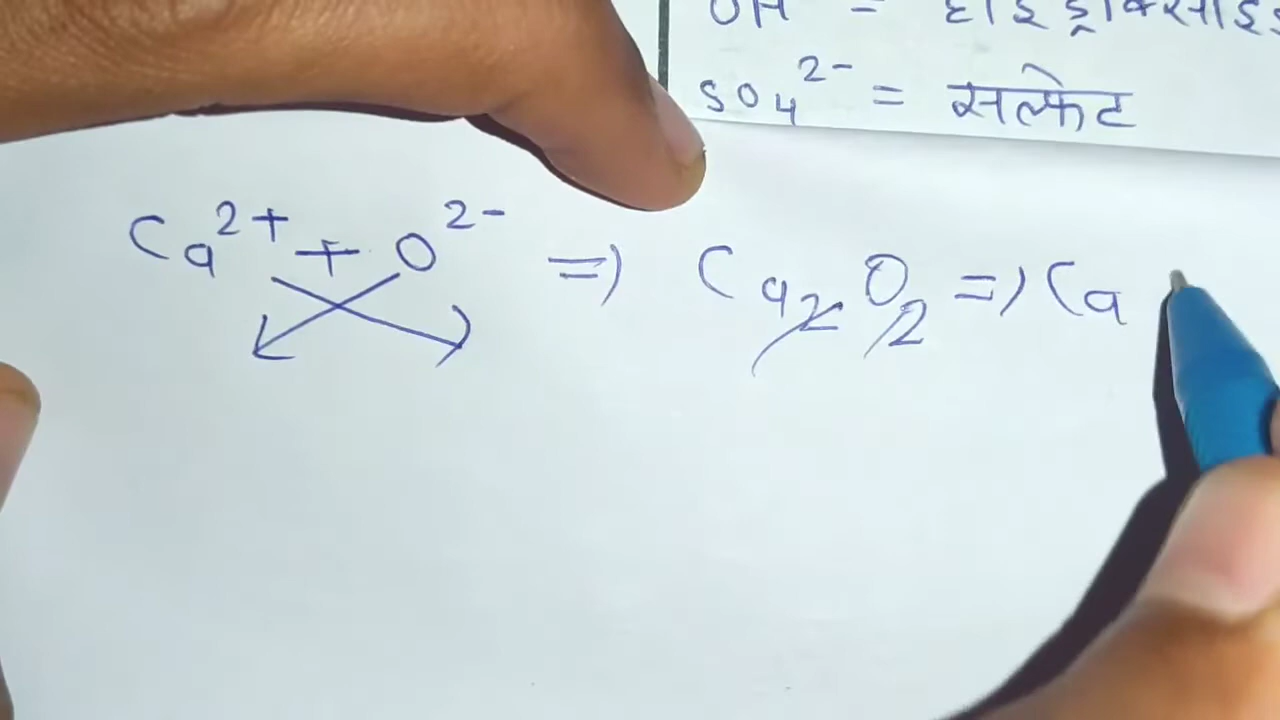 OH⁻ = हाइड्रॉक्साइड
SO₄²⁻ = सल्फेट
Ca²⁺ + O²⁻ ⇒ Ca₂O₂ ⇒ Ca